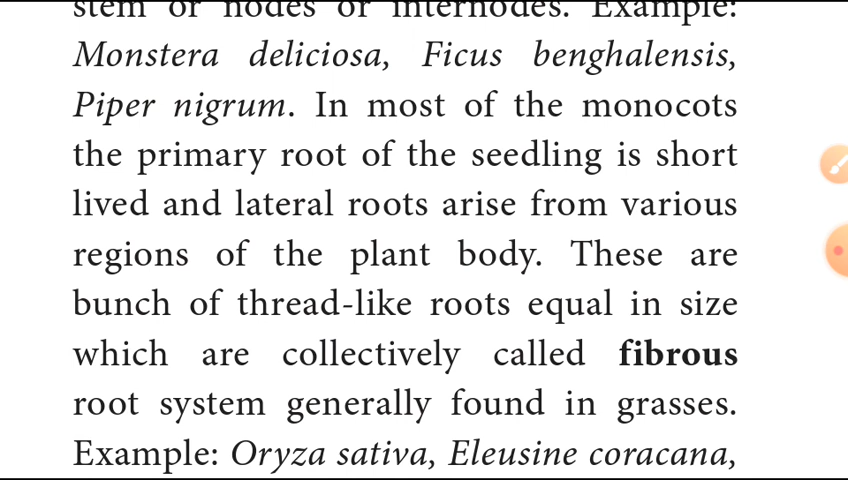 stem or nodes or internodes. Example:
Monstera deliciosa, Ficus benghalensis,
Piper nigrum. In most of the monocots
the primary root of the seedling is short
lived and lateral roots arise from various
regions of the plant body. These are
bunch of thread-like roots equal in size
which are collectively called fibrous
root system generally found in grasses.
Example: Oryza sativa, Eleusine coracana,